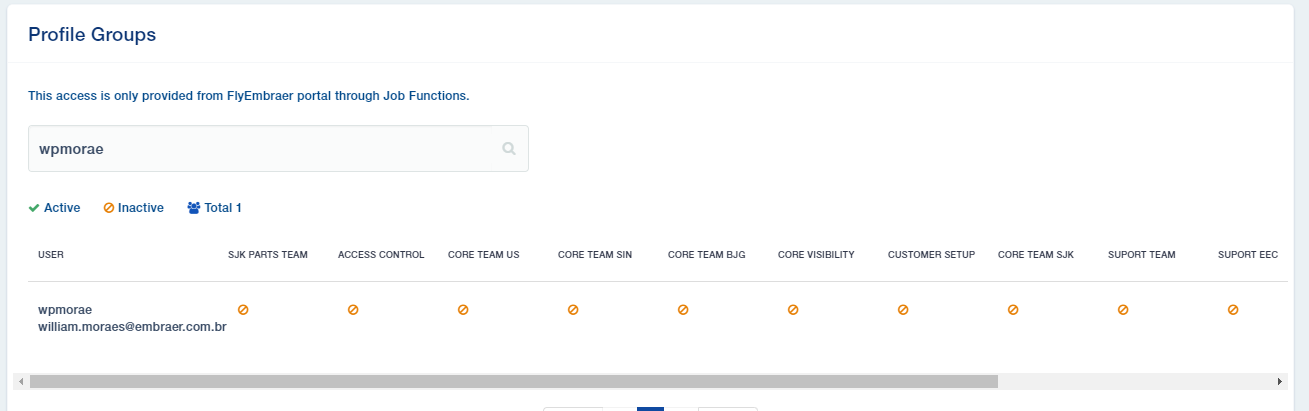 Profile Groups
This access is only provided from FlyEmbraer portal through Job Functions.
wpmorae
Active Inactive Total 1
USER SJK PARTS TEAM ACCESS CONTROL CORE TEAM US CORE TEAM SIN CORE TEAM BJG CORE VISIBILITY CUSTOMER SETUP CORE TEAM SJK SUPORT TEAM SUPORT EEC
wpmorae
william.moraes@embraer.com.br